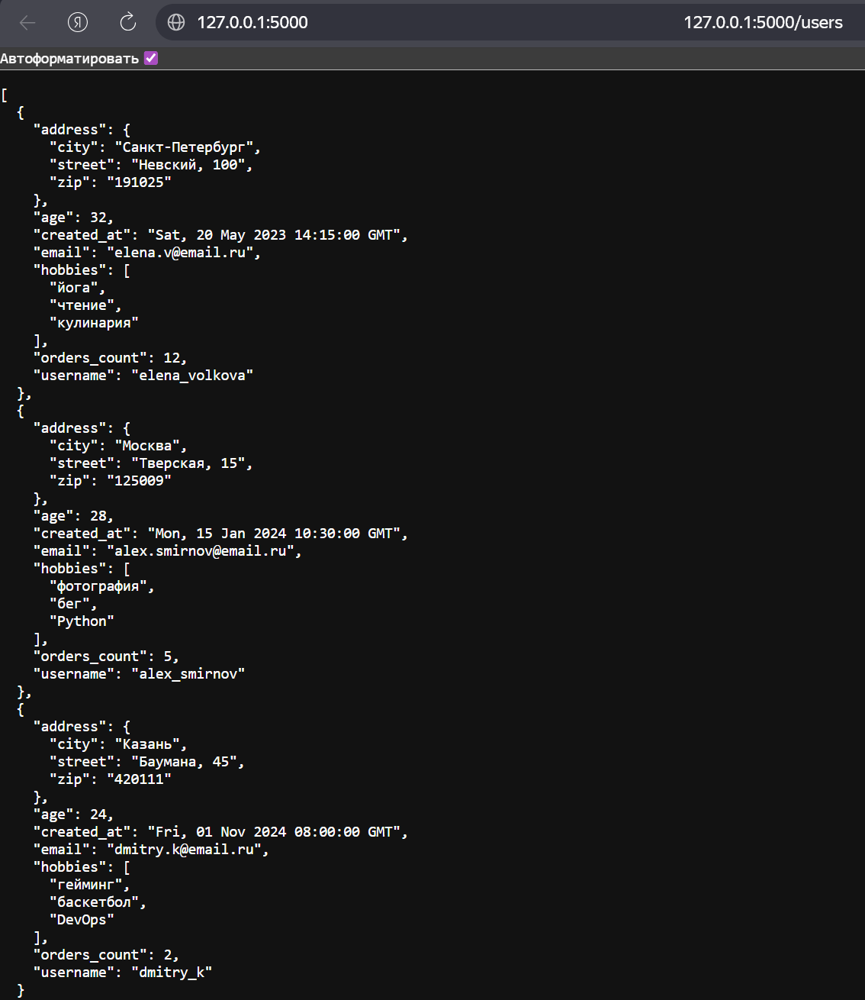 127.0.0.1:5000 127.0.0.1:5000/users
Автоформатировать
[
  {
    "address": {
      "city": "Санкт-Петербург",
      "street": "Невский, 100",
      "zip": "191025"
    },
    "age": 32,
    "created_at": "Sat, 20 May 2023 14:15:00 GMT",
    "email": "elena.v@email.ru",
    "hobbies": [
      "йога",
      "чтение",
      "кулинария"
    ],
    "orders_count": 12,
    "username": "elena_volkova"
  },
  {
    "address": {
      "city": "Москва",
      "street": "Тверская, 15",
      "zip": "125009"
    },
    "age": 28,
    "created_at": "Mon, 15 Jan 2024 10:30:00 GMT",
    "email": "alex.smirnov@email.ru",
    "hobbies": [
      "фотография",
      "бег",
      "Python"
    ],
    "orders_count": 5,
    "username": "alex_smirnov"
  },
  {
    "address": {
      "city": "Казань",
      "street": "Баумана, 45",
      "zip": "420111"
    },
    "age": 24,
    "created_at": "Fri, 01 Nov 2024 08:00:00 GMT",
    "email": "dmitry.k@email.ru",
    "hobbies": [
      "гейминг",
      "баскетбол",
      "DevOps"
    ],
    "orders_count": 2,
    "username": "dmitry_k"
  }